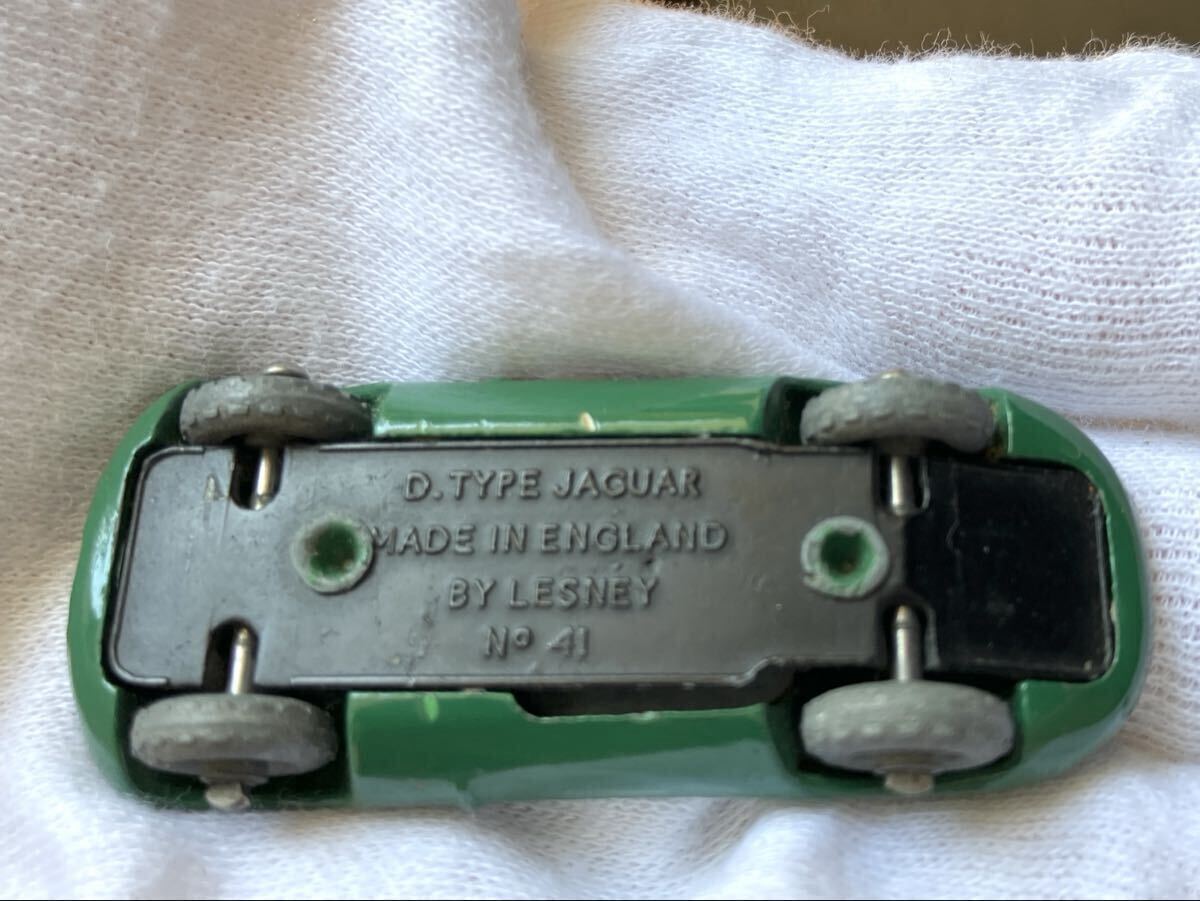 D. TYPE JAGUAR
MADE IN ENGLAND
BY LESNEY
Nº 41